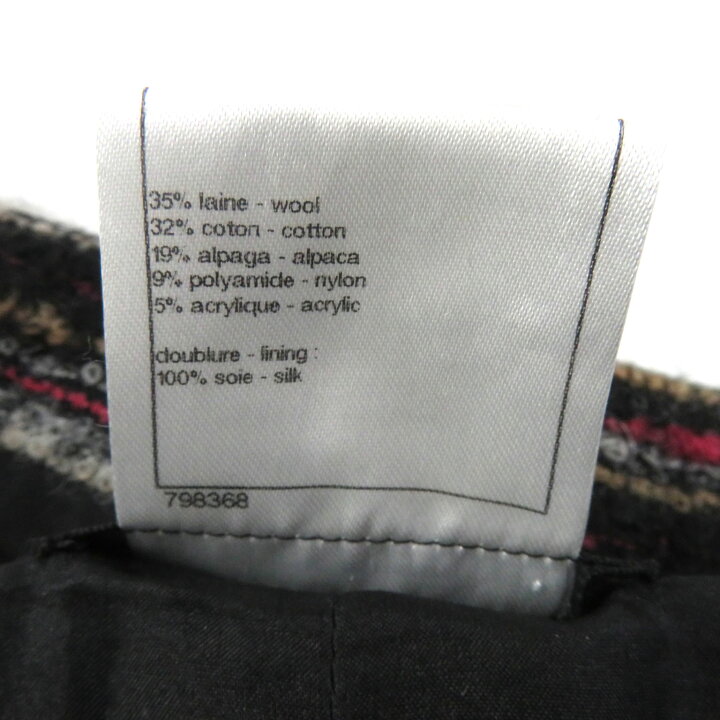 35% laine - wool
32% coton - cotton
19% alpaga - alpaca
9% polyamide - nylon
5% acrylique - acrylic
doublure - lining :
100% soie - silk
798368